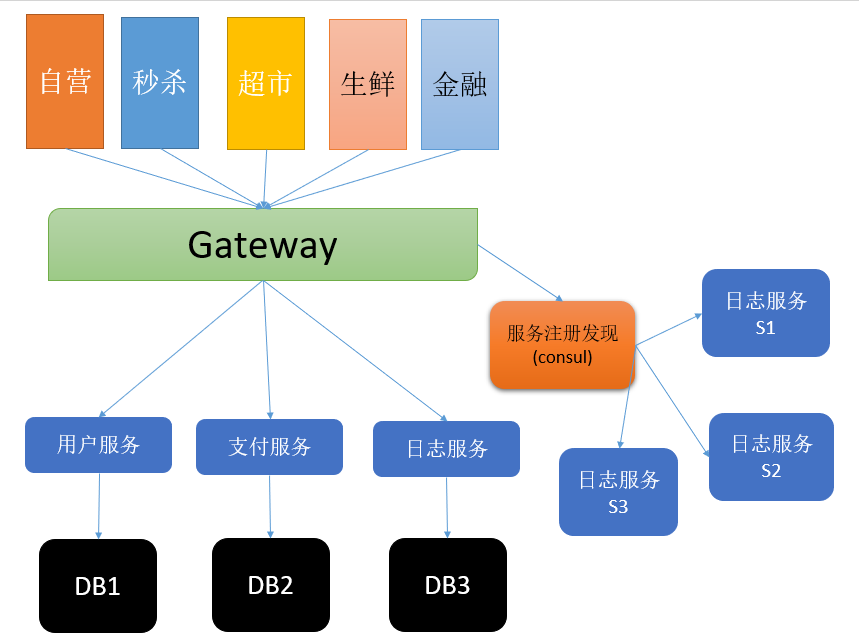 自营
秒杀
超市
生鲜
金融
Gateway
服务注册发现
(consul)
日志服务
S1
用户服务
支付服务
日志服务
日志服务
S2
日志服务
S3
DB1
DB2
DB3